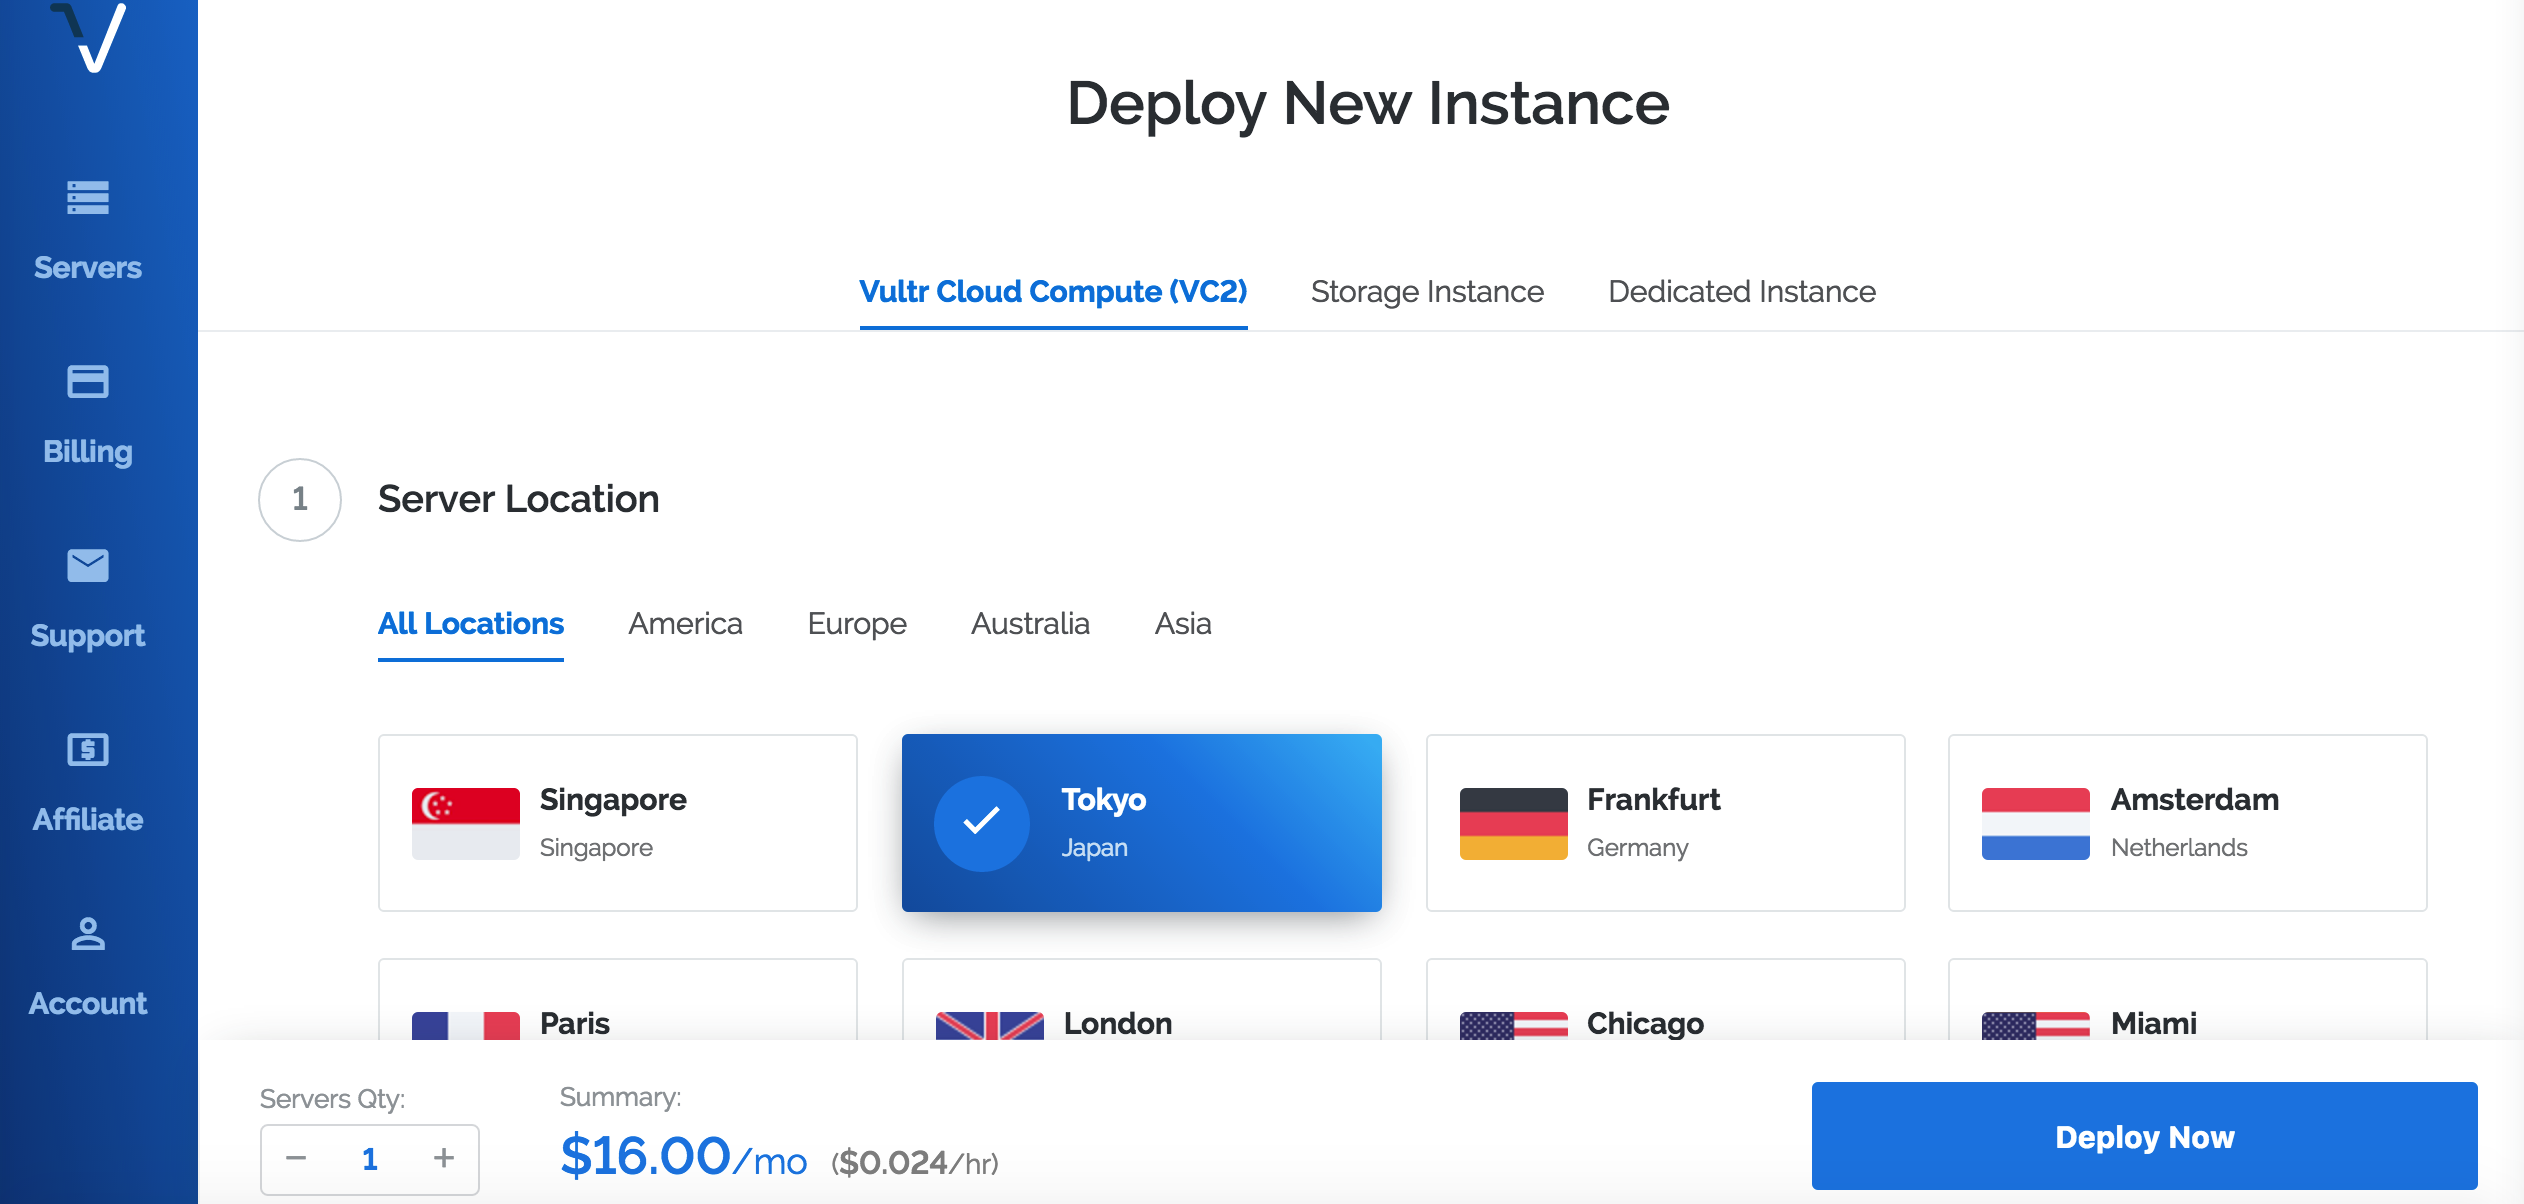 Deploy New Instance
Servers
Billing
Support
Affiliate
Account
Vultr Cloud Compute (VC2)
Storage Instance
Dedicated Instance
1
Server Location
All Locations
America
Europe
Australia
Asia
Singapore
Singapore
Tokyo
Japan
Frankfurt
Germany
Amsterdam
Netherlands
Paris
London
Chicago
Miami
Servers Qty:
− 1 +
Summary:
$16.00/mo ($0.024/hr)
Deploy Now